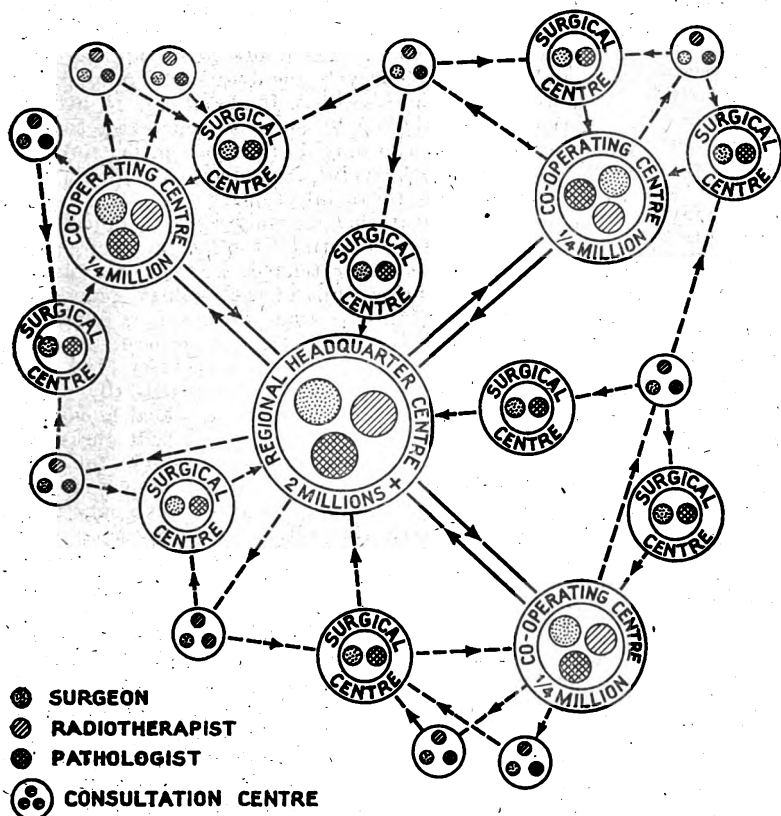 SURGICAL CENTRE
SURGICAL CENTRE
SURGICAL CENTRE
CO-OPERATING CENTRE
1/4 MILLION
CO-OPERATING CENTRE
1/4 MILLION
SURGICAL CENTRE
SURGICAL CENTRE
REGIONAL HEADQUARTER CENTRE
2 MILLIONS +
SURGICAL CENTRE
SURGICAL CENTRE
SURGICAL CENTRE
SURGICAL CENTRE
CO-OPERATING CENTRE
1/4 MILLION
SURGEON
RADIOTHERAPIST
PATHOLOGIST
CONSULTATION CENTRE